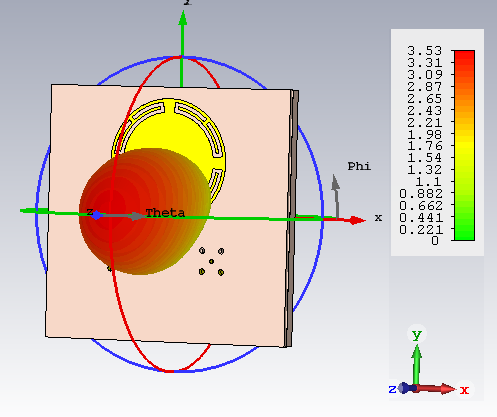 y
3.53
3.31
3.09
2.87
2.65
2.43
2.21
1.98
1.76
1.54
1.32
1.1
0.882
0.662
0.441
0.221
0
Phi
z
Theta
x
y
z
x